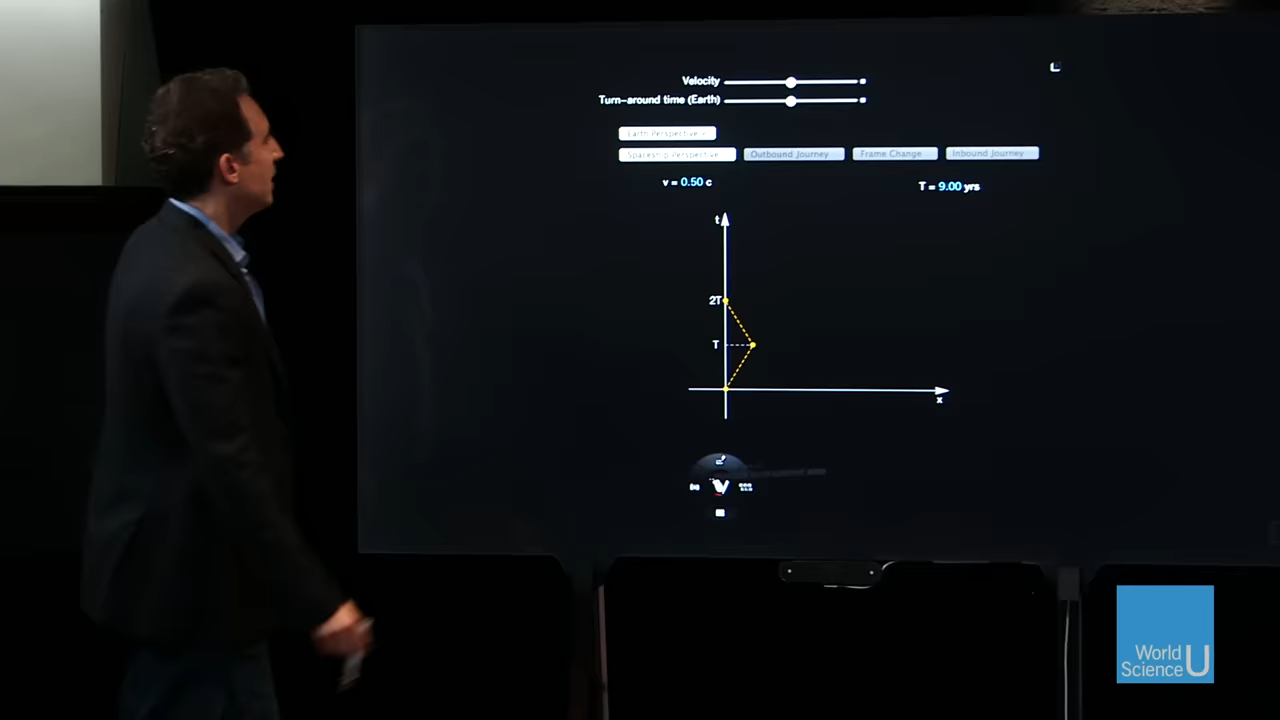 Velocity
Turn-around time (Earth)
Earth Perspective
Spaceship Perspective
Outbound Journey
Frame Change
Inbound Journey
v = 0.50 c
T = 9.00 yrs
t
2T
T
x
World
Science U